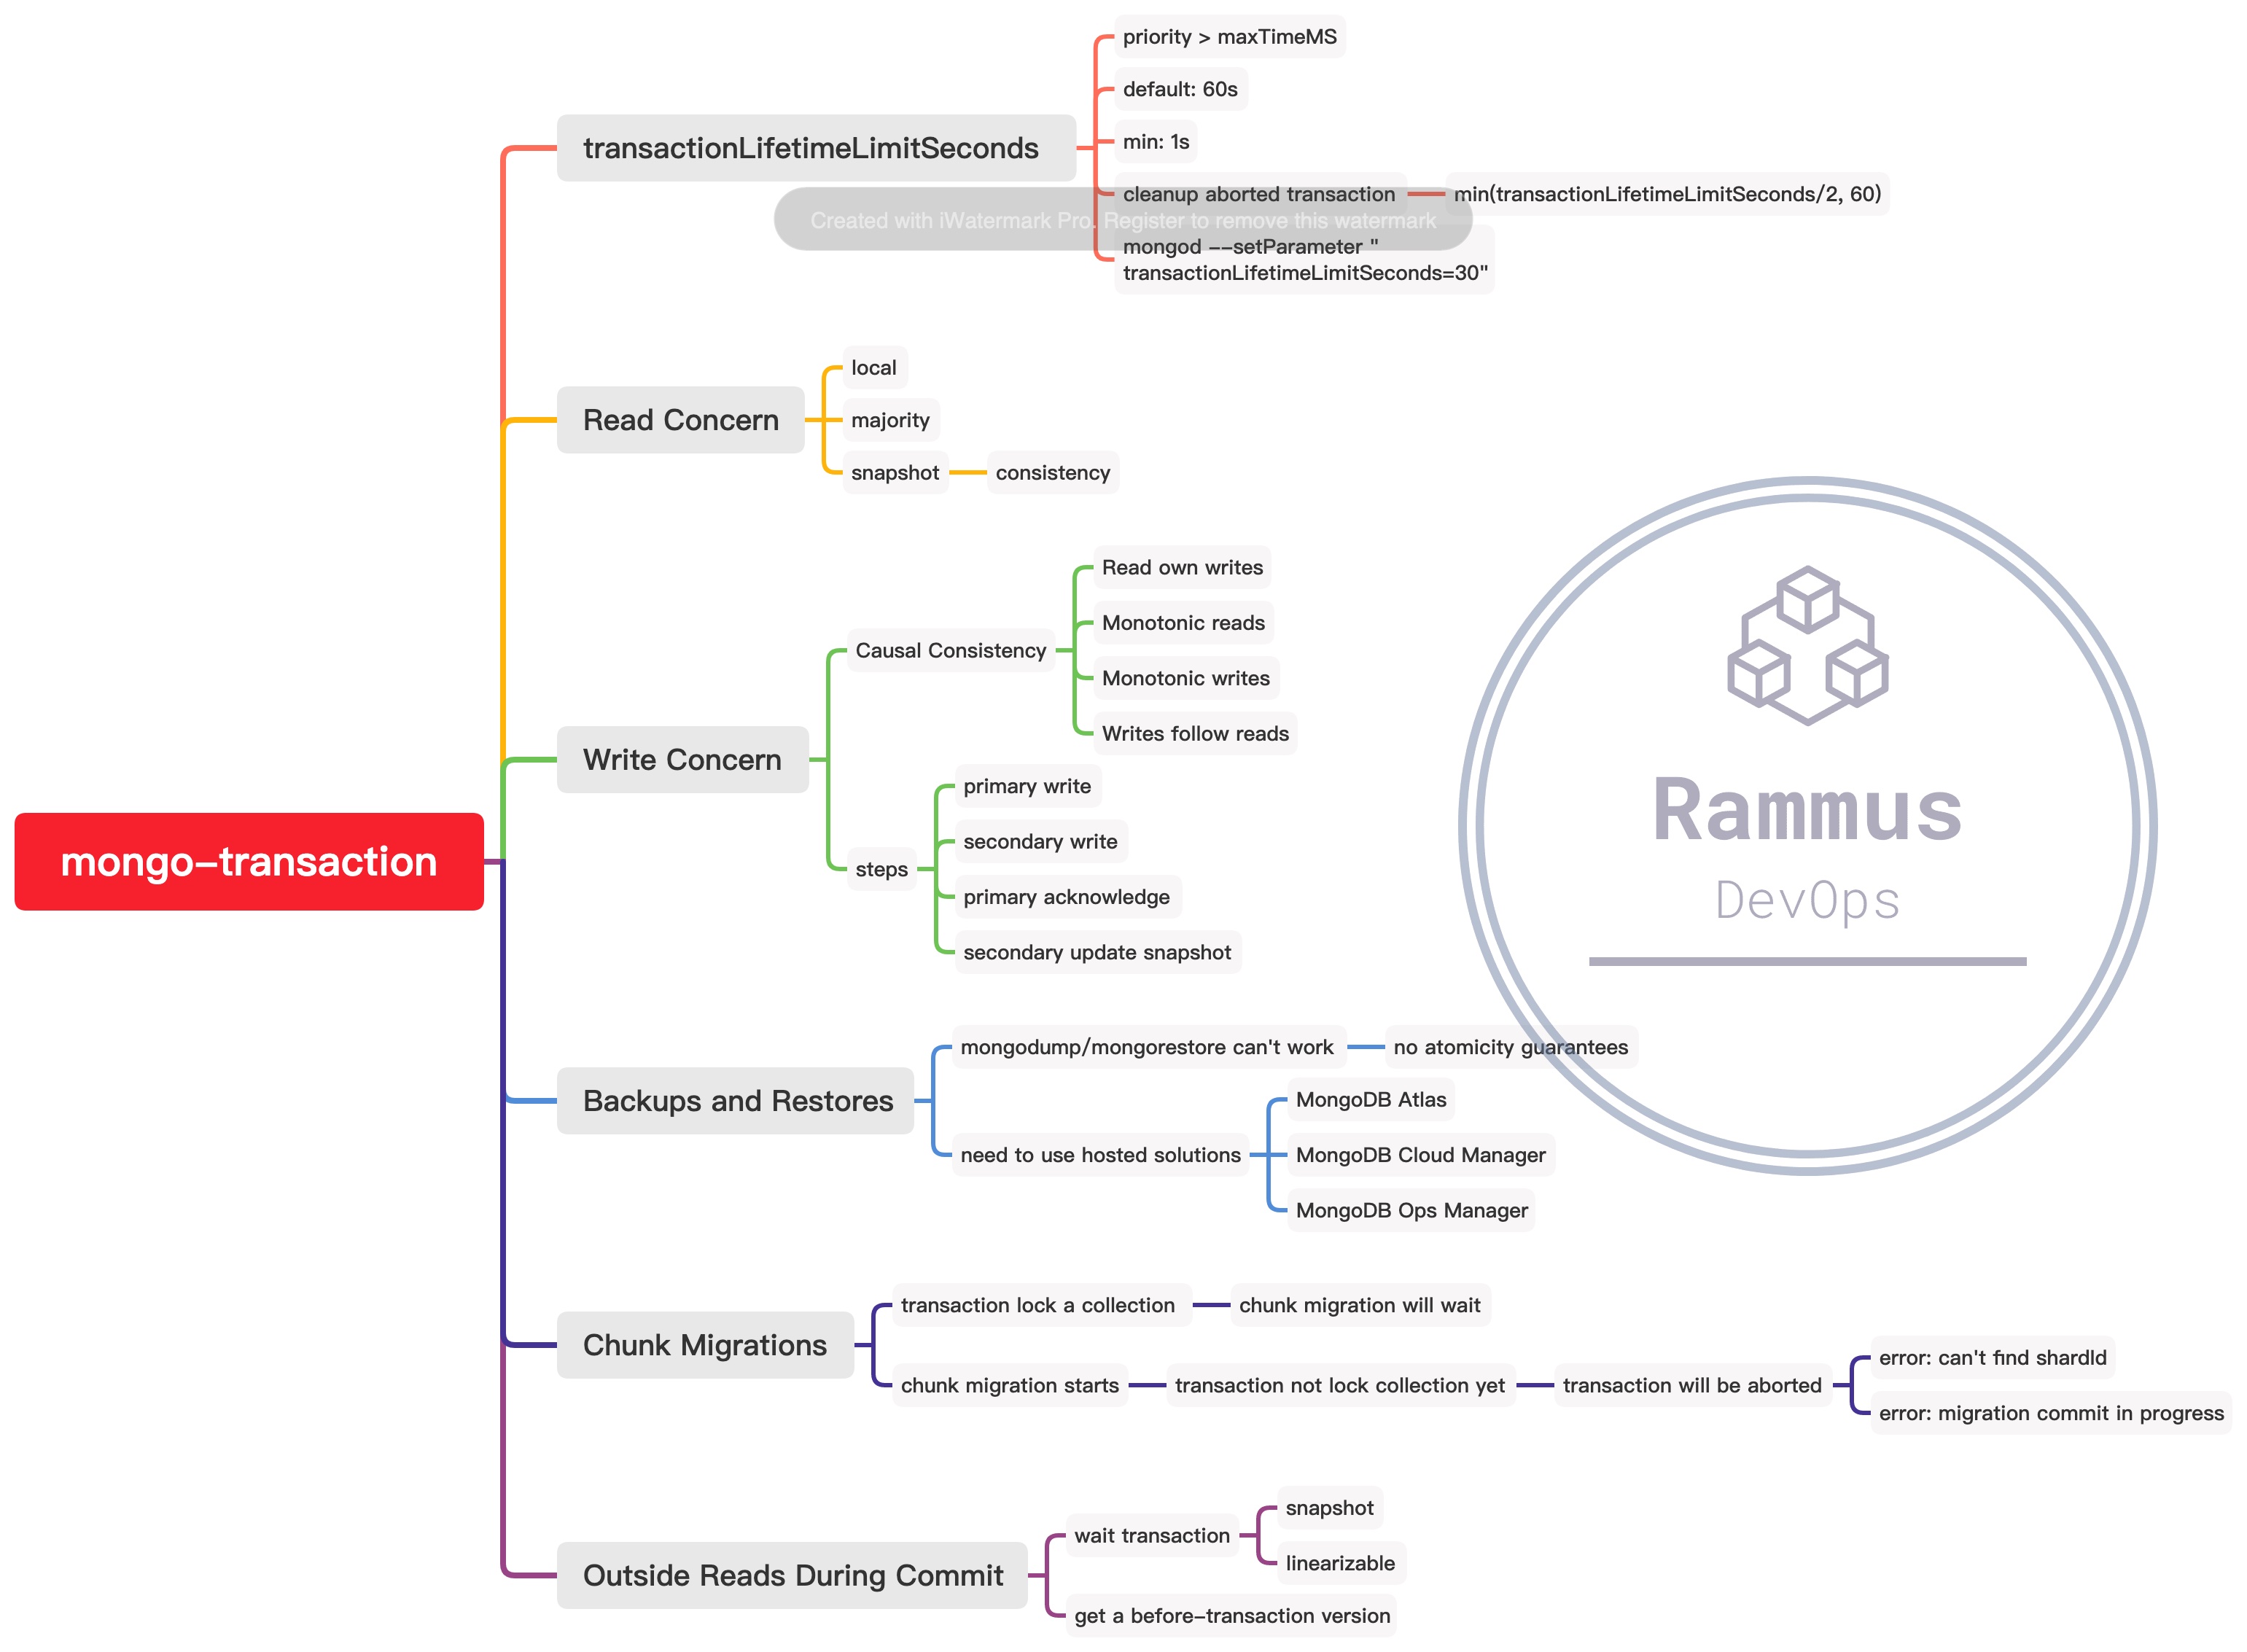 priority > maxTimeMS
default: 60s
min: 1s
transactionLifetimeLimitSeconds
cleanup aborted transaction
min(transactionLifetimeLimitSeconds/2, 60)
Created with iWatermark Pro. Register to remove this watermark
mongod --setParameter "
transactionLifetimeLimitSeconds=30"
local
Read Concern
majority
snapshot
consistency
Read own writes
Monotonic reads
Causal Consistency
Monotonic writes
Writes follow reads
Write Concern
primary write
secondary write
steps
primary acknowledge
secondary update snapshot
mongo-transaction
Rammus
DevOps
mongodump/mongorestore can't work
no atomicity guarantees
Backups and Restores
MongoDB Atlas
need to use hosted solutions
MongoDB Cloud Manager
MongoDB Ops Manager
transaction lock a collection
chunk migration will wait
Chunk Migrations
chunk migration starts
transaction not lock collection yet
transaction will be aborted
error: can't find shardId
error: migration commit in progress
snapshot
wait transaction
linearizable
Outside Reads During Commit
get a before-transaction version